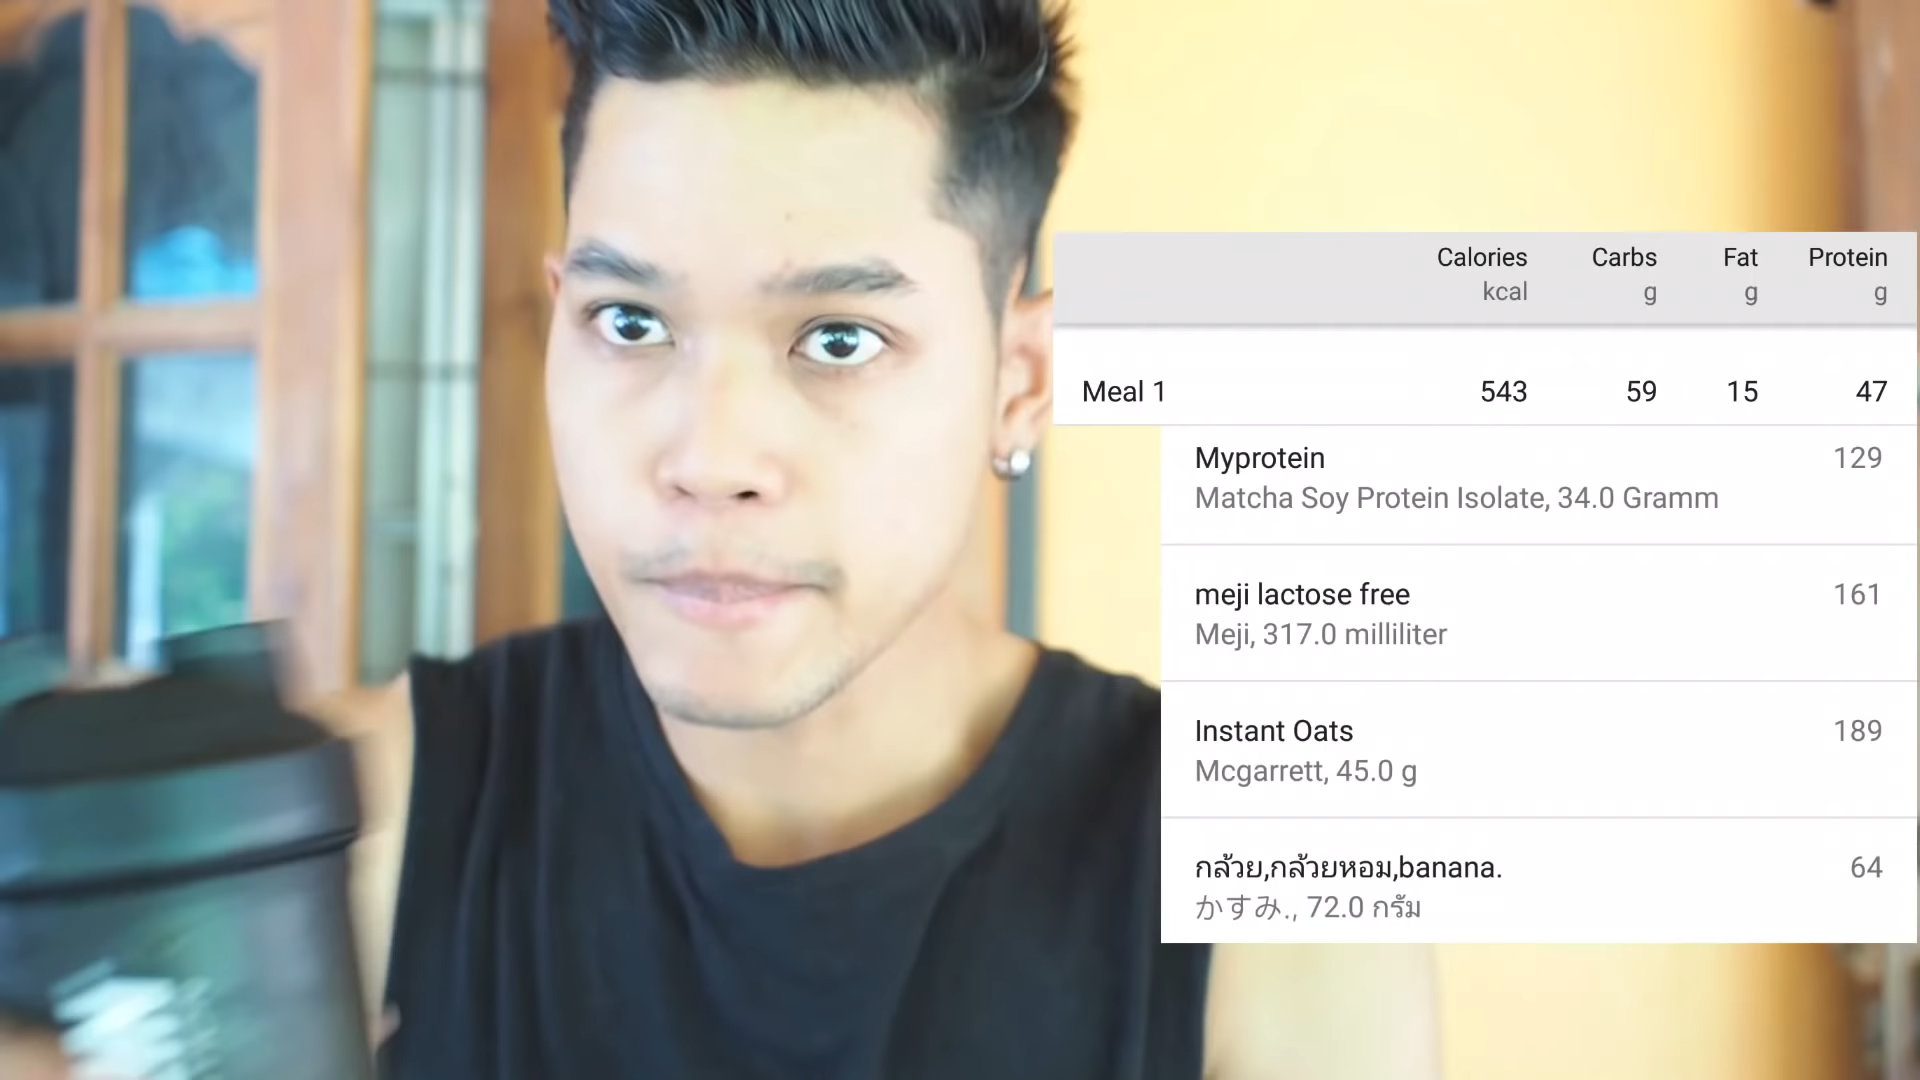 Calories Carbs Fat Protein
kcal g g g
Meal 1 543 59 15 47
Myprotein 129
Matcha Soy Protein Isolate, 34.0 Gramm
meji lactose free 161
Meji, 317.0 milliliter
Instant Oats 189
Mcgarrett, 45.0 g
กล้วย,กล้วยหอม,banana. 64
かすみ., 72.0 กรัม